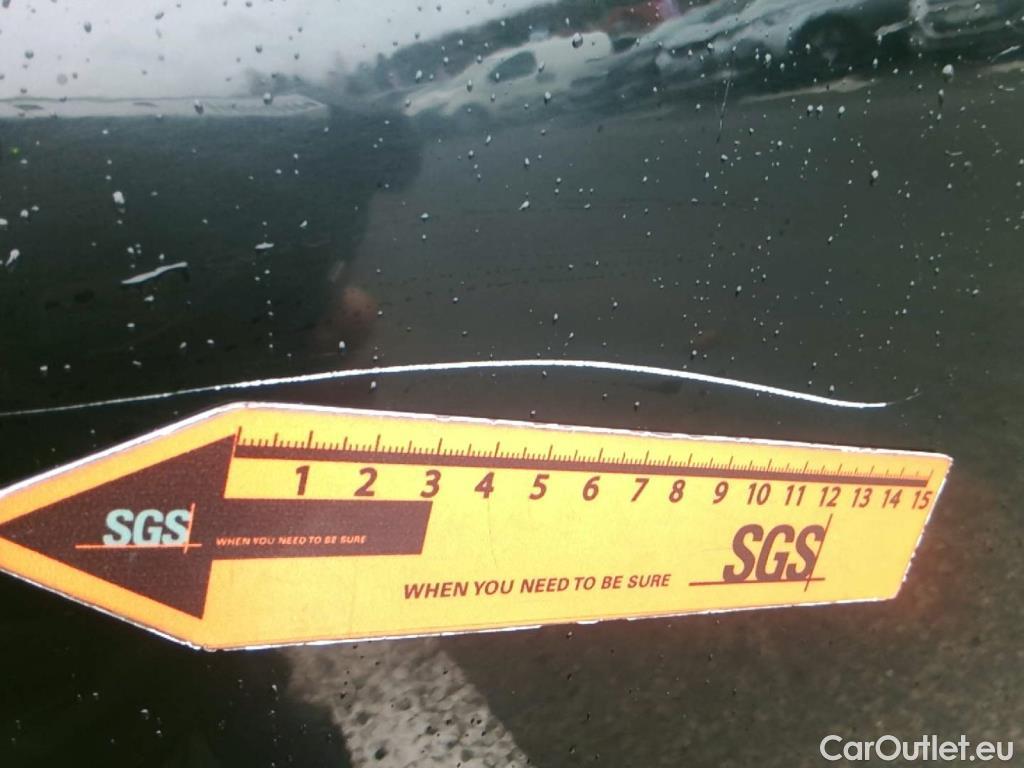 1 2 3 4 5 6 7 8 9 10 11 12 13 14 15
SGS WHEN YOU NEED TO BE SURE
WHEN YOU NEED TO BE SURE SGS
CarOutlet.eu